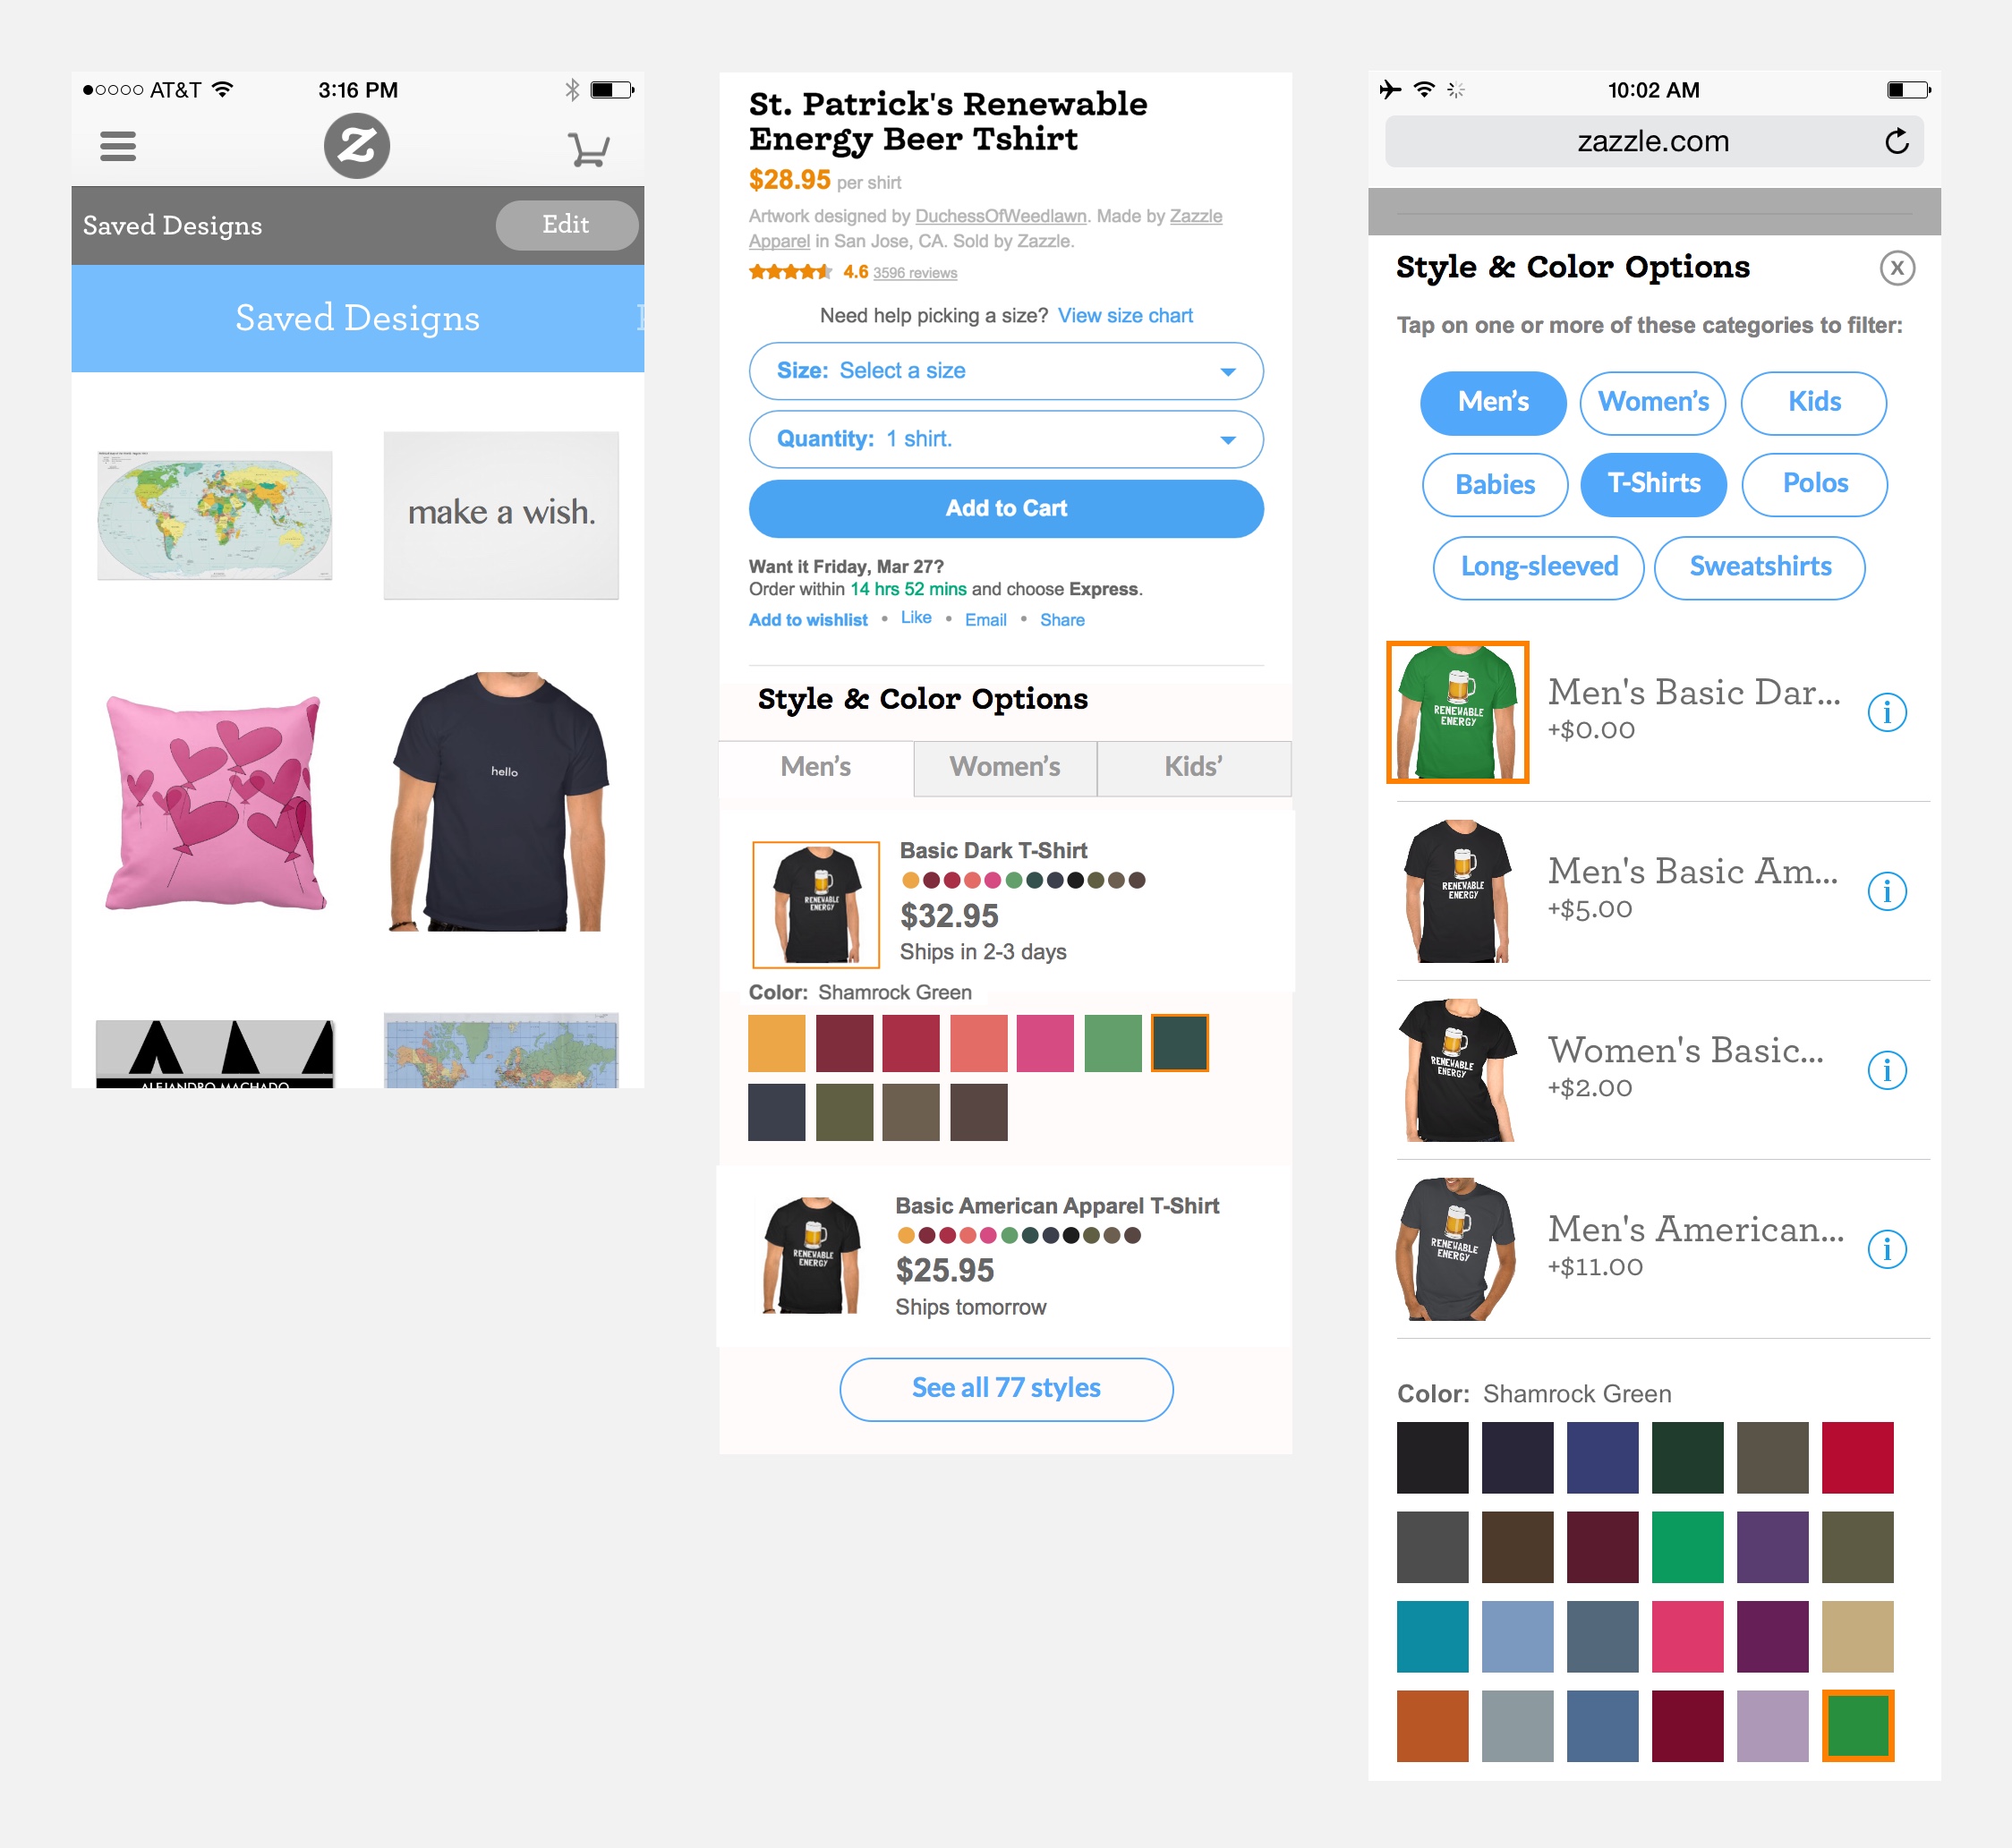 AT&T 3:16 PM
Z
Saved Designs Edit
Saved Designs
make a wish.
hello
ALEJANDRO MACHADO
St. Patrick's Renewable
Energy Beer Tshirt
$28.95 per shirt
Artwork designed by DuchessOfWeedlawn. Made by Zazzle
Apparel in San Jose, CA. Sold by Zazzle.
4.6 3596 reviews
Need help picking a size? View size chart
Size: Select a size
Quantity: 1 shirt.
Add to Cart
Want it Friday, Mar 27?
Order within 14 hrs 52 mins and choose Express.
Add to wishlist • Like • Email • Share
Style & Color Options
Men’s Women’s Kids’
RENEWABLE
ENERGY
Basic Dark T-Shirt
$32.95
Ships in 2-3 days
Color: Shamrock Green
RENEWABLE
ENERGY
Basic American Apparel T-Shirt
$25.95
Ships tomorrow
See all 77 styles
10:02 AM
zazzle.com
Style & Color Options X
Tap on one or more of these categories to filter:
Men’s Women’s Kids
Babies T-Shirts Polos
Long-sleeved Sweatshirts
RENEWABLE
ENERGY
Men's Basic Dar... i
+$0.00
RENEWABLE
ENERGY
Men's Basic Am... i
+$5.00
RENEWABLE
ENERGY
Women's Basic... i
+$2.00
RENEWABLE
ENERGY
Men's American... i
+$11.00
Color: Shamrock Green